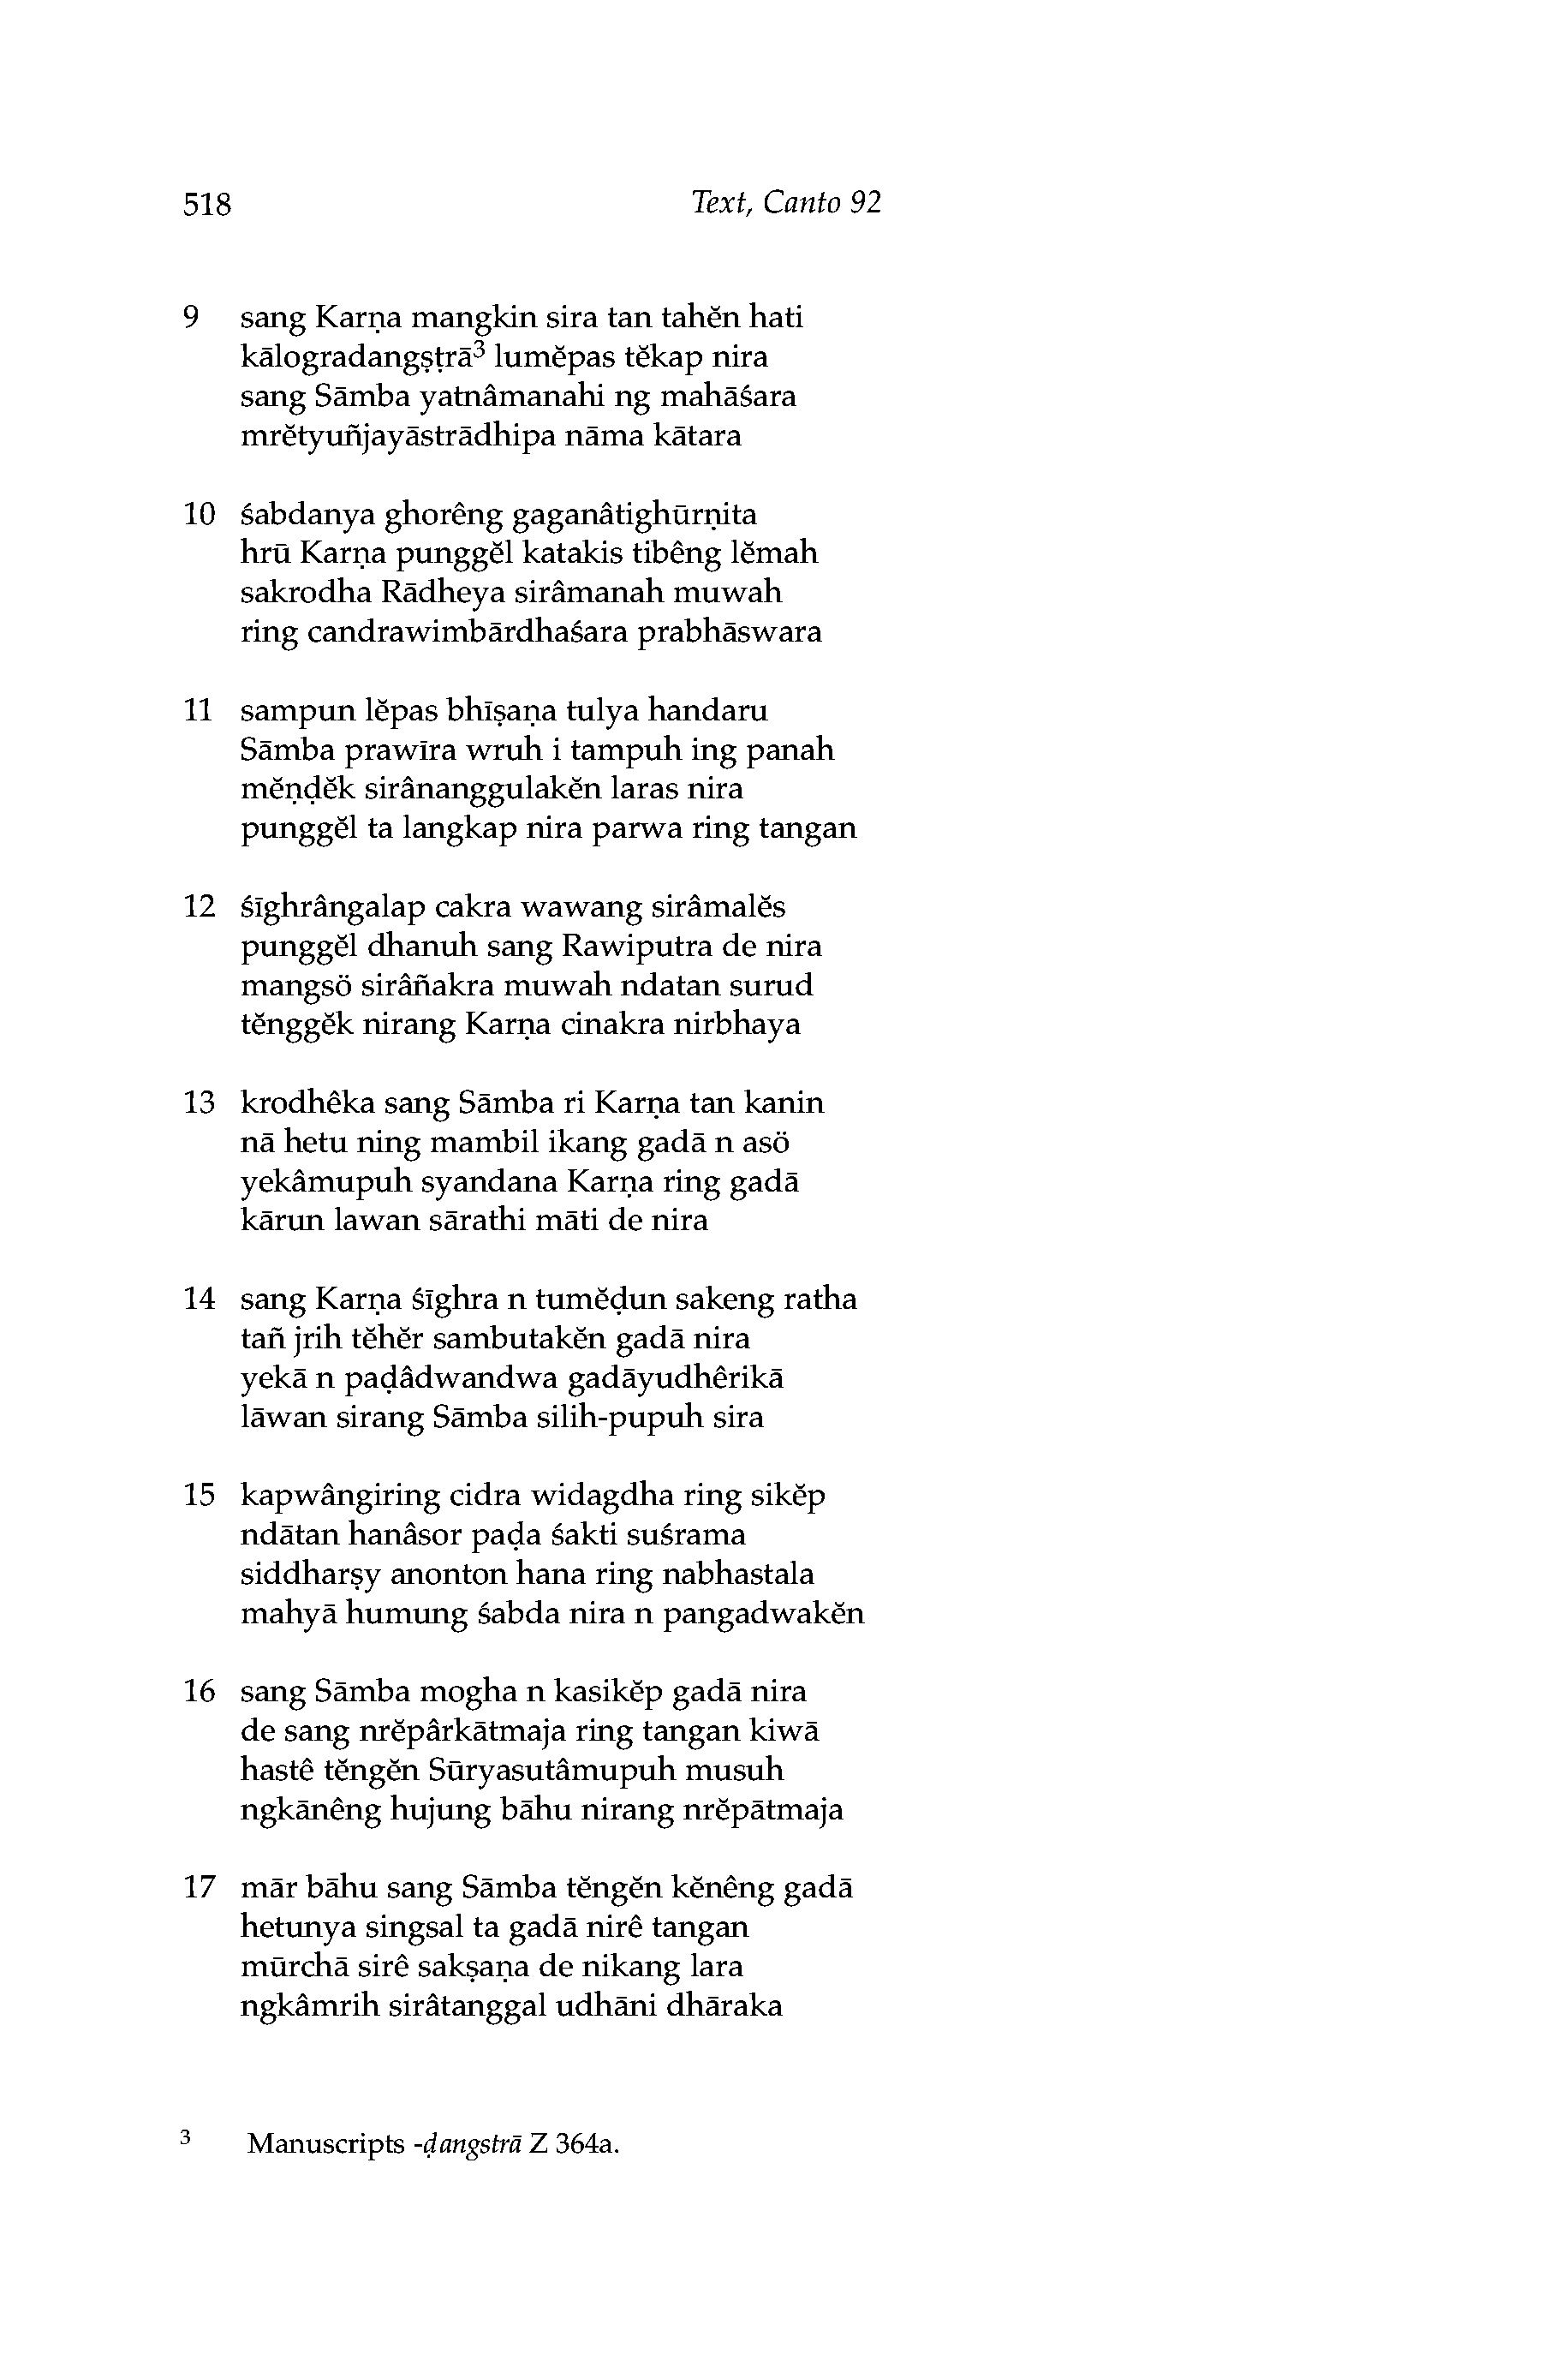 518 Text, Canto 92
9 sang Karṇa mangkin sira tan tahĕn hati
kālogradangṣṭrā³ lumĕpas tĕkap nira
sang Sāmba yatnâmanahi ng mahāśara
mrĕtyuñjayāstrādhipa nāma kātara
10 śabdanya ghorêng gaganâtighūrṇita
hrū Karṇa punggĕl katakis tibêng lĕmah
sakrodha Rādheya sirâmanah muwah
ring candrawimbārdhaśara prabhāswara
11 sampun lĕpas bhīṣaṇa tulya handaru
Sāmba prawīra wruh i tampuh ing panah
mĕṇḍĕk sirânanggulakĕn laras nira
punggĕl ta langkap nira parwa ring tangan
12 śīghrângalap cakra wawang sirâmalĕs
punggĕl dhanuh sang Rawiputra de nira
mangsö sirâñakra muwah ndatan surud
tĕnggĕk nirang Karṇa cinakra nirbhaya
13 krodhêka sang Sāmba ri Karṇa tan kanin
nā hetu ning mambil ikang gadā n asö
yekâmupuh syandana Karṇa ring gadā
kārun lawan sārathi māti de nira
14 sang Karṇa śīghra n tumĕḍun sakeng ratha
tañ jrih tĕhĕr sambutakĕn gadā nira
yekā n paḍâdwandwa gadāyudhêrikā
lāwan sirang Sāmba silih-pupuh sira
15 kapwângiring cidra widagdha ring sikĕp
ndātan hanâsor paḍa śakti suśrama
siddharṣy anonton hana ring nabhastala
mahyā humung śabda nira n pangadwakĕn
16 sang Sāmba mogha n kasikĕp gadā nira
de sang nrĕpârkātmaja ring tangan kiwā
hastê tĕngĕn Sūryasutâmupuh musuh
ngkānêng hujung bāhu nirang nrĕpātmaja
17 mār bāhu sang Sāmba tĕngĕn kĕnêng gadā
hetunya singsal ta gadā nirê tangan
mūrchā sirê sakṣaṇa de nikang lara
ngkâmrih sirâtanggal udhāni dhāraka
³ Manuscripts -ḍangstrā Z 364a.